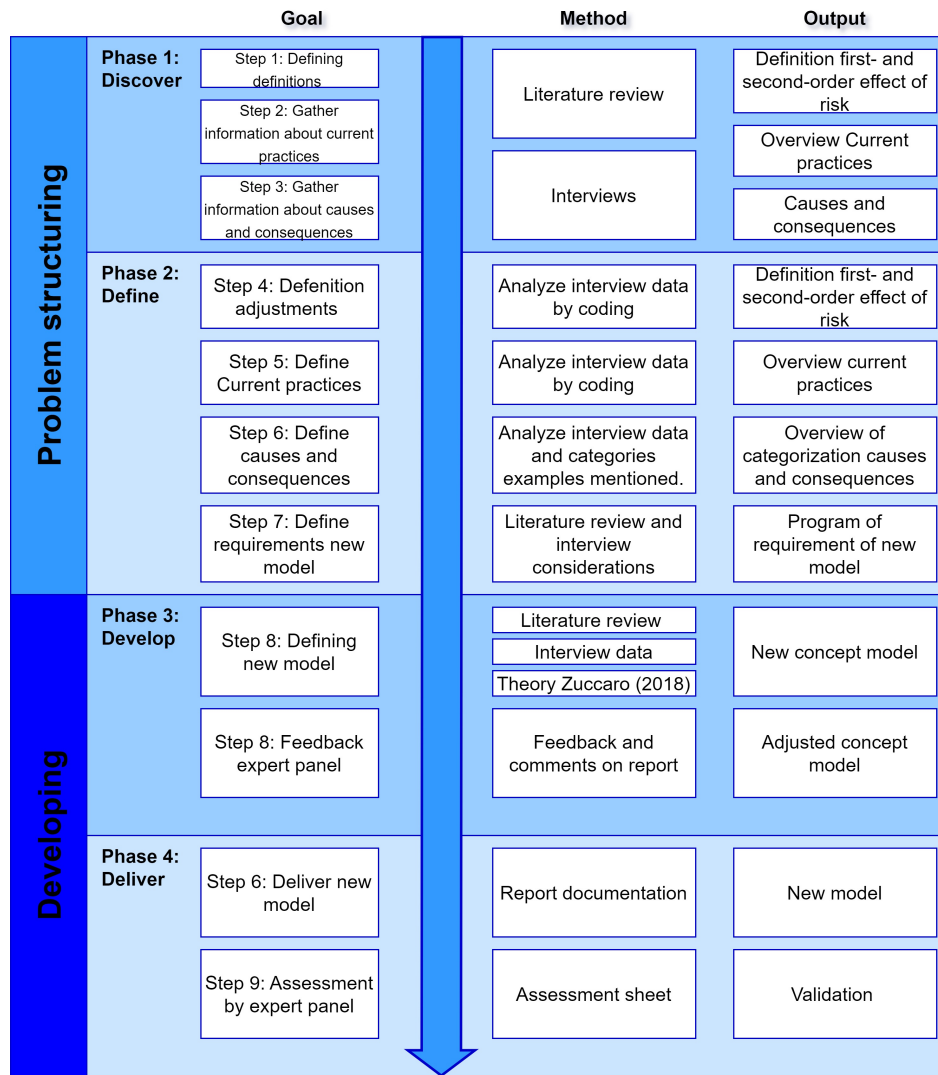 Goal
Method
Output
Problem structuring
Phase 1:
Discover
Step 1: Defining
definitions
Step 2: Gather
information about current
practices
Step 3: Gather
information about causes
and consequences
Literature review
Interviews
Definition first- and
second-order effect of
risk
Overview Current
practices
Causes and
consequences
Phase 2:
Define
Step 4: Defenition
adjustments
Analyze interview data
by coding
Definition first- and
second-order effect of
risk
Step 5: Define
Current practices
Analyze interview data
by coding
Overview current
practices
Step 6: Define
causes and
consequences
Analyze interview data
and categories
examples mentioned.
Overview of
categorization causes
and consequences
Step 7: Define
requirements new
model
Literature review and
interview
considerations
Program of
requirement of new
model
Developing
Phase 3:
Develop
Step 8: Defining
new model
Literature review
Interview data
Theory Zuccaro (2018)
New concept model
Step 8: Feedback
expert panel
Feedback and
comments on report
Adjusted concept
model
Phase 4:
Deliver
Step 6: Deliver new
model
Report documentation
New model
Step 9: Assessment
by expert panel
Assessment sheet
Validation